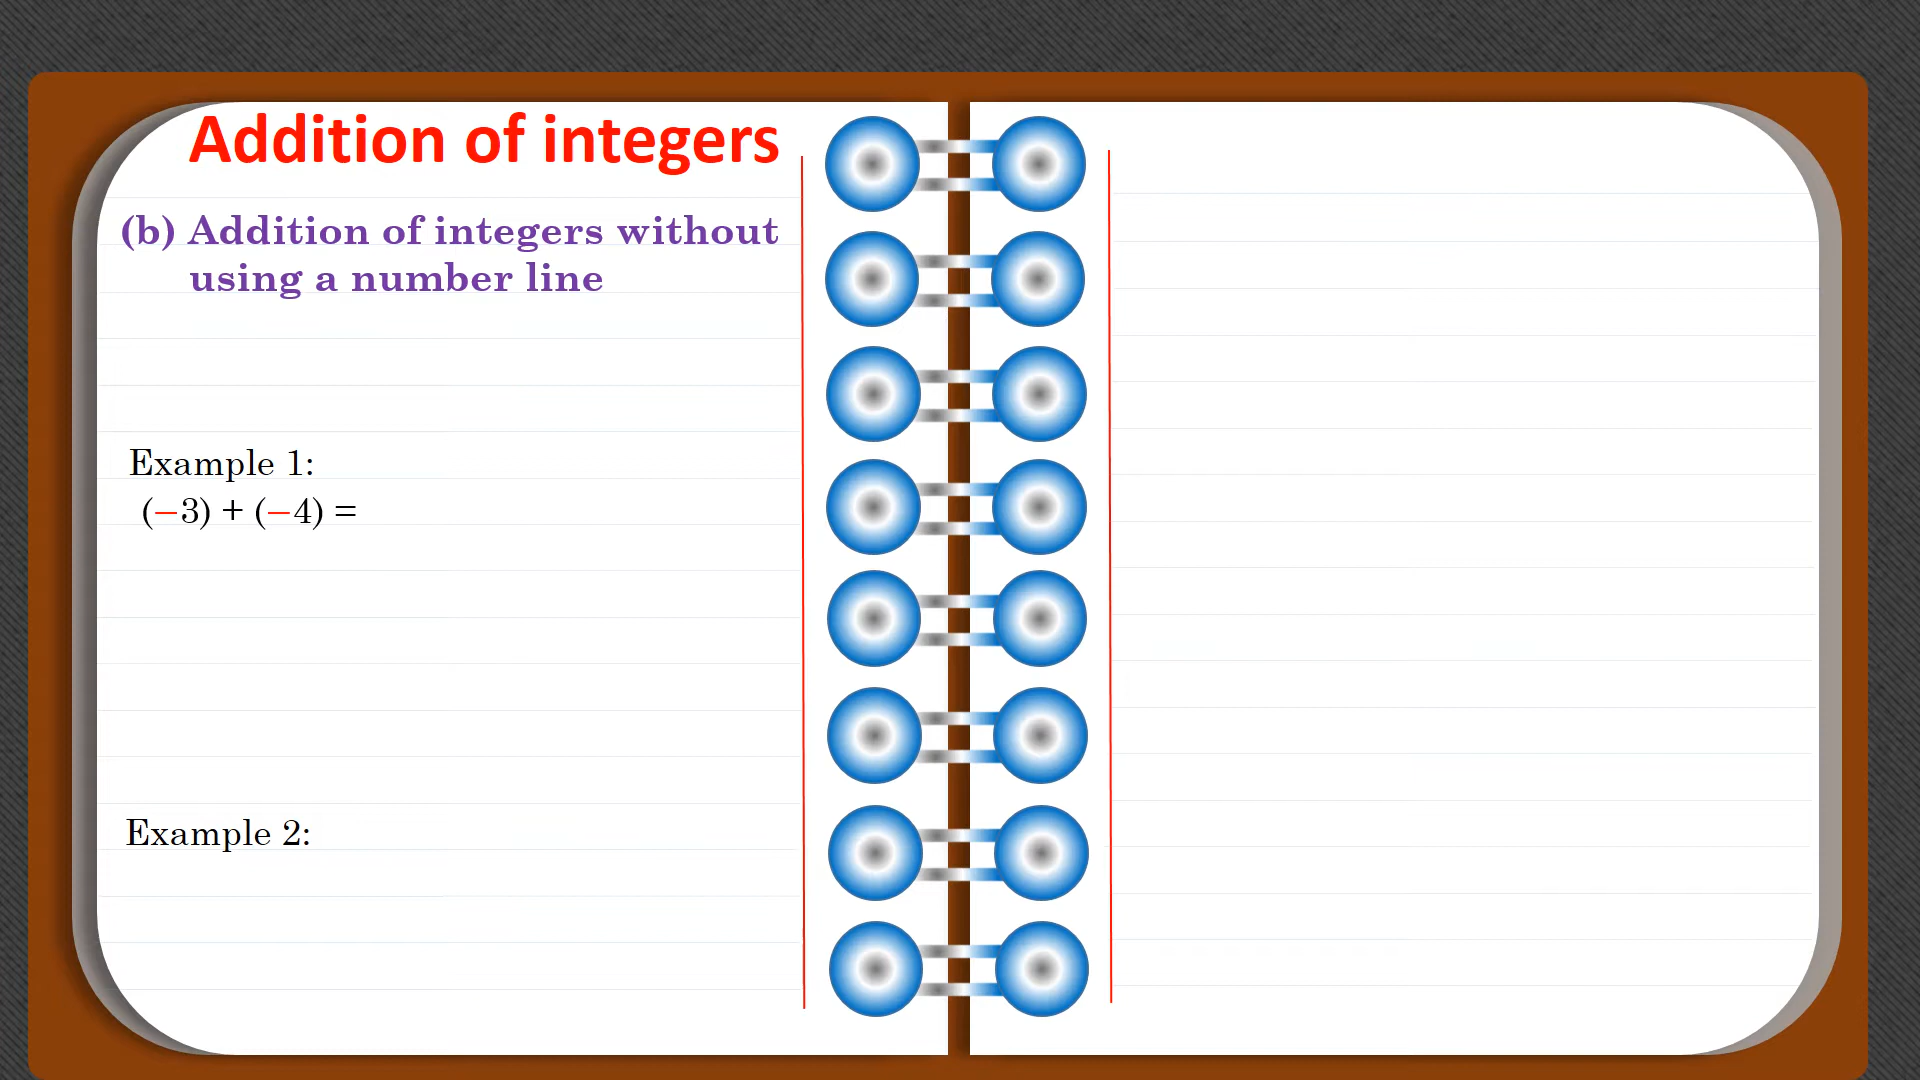 Addition of integers
(b) Addition of integers without
using a number line
Example 1:
(−3) + (−4) =
Example 2: